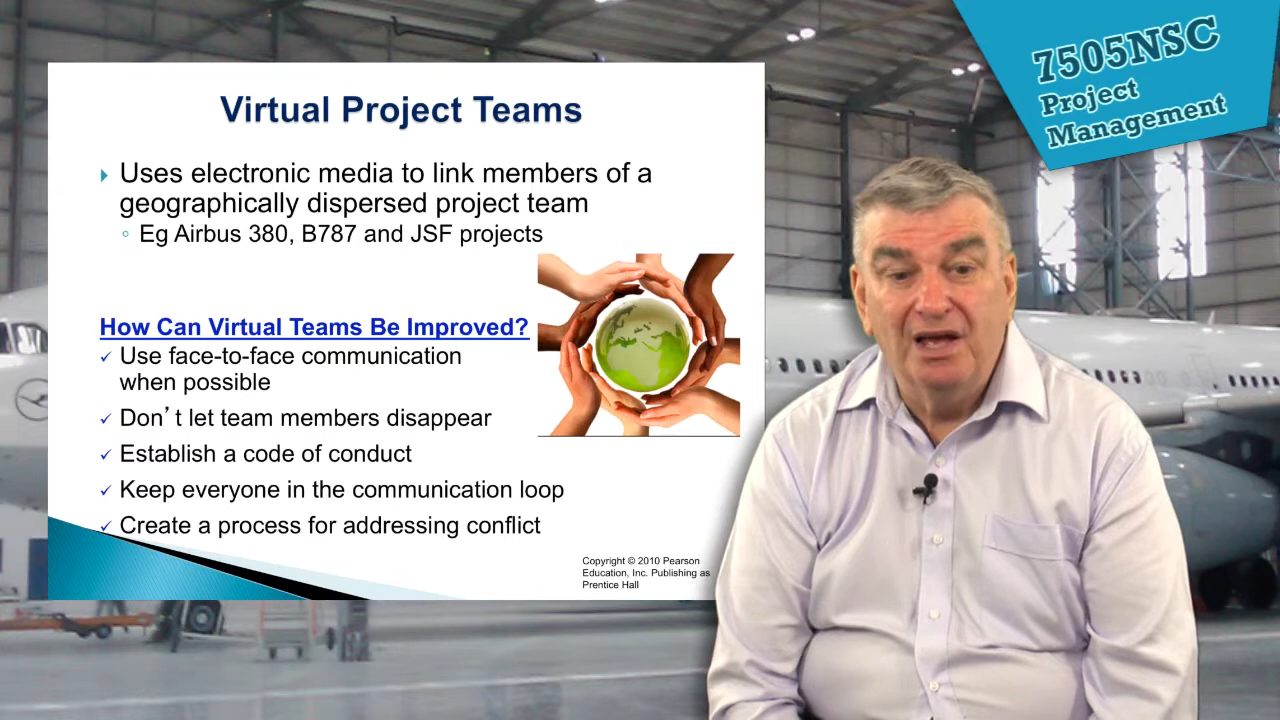 7505NSC
Project
Management
Virtual Project Teams
Uses electronic media to link members of a
geographically dispersed project team
Eg Airbus 380, B787 and JSF projects
How Can Virtual Teams Be Improved?
Use face-to-face communication
when possible
Don’t let team members disappear
Establish a code of conduct
Keep everyone in the communication loop
Create a process for addressing conflict
Copyright © 2010 Pearson
Education, Inc. Publishing as
Prentice Hall